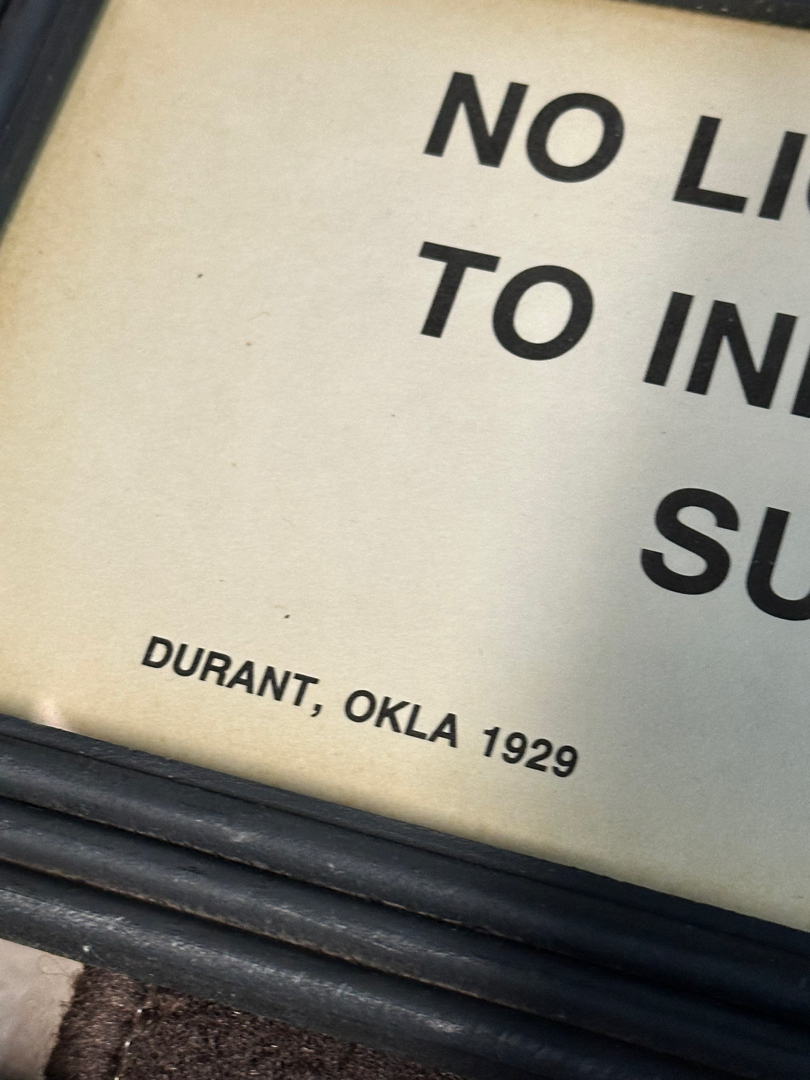 NO LI
TO IN
SU
DURANT, OKLA 1929